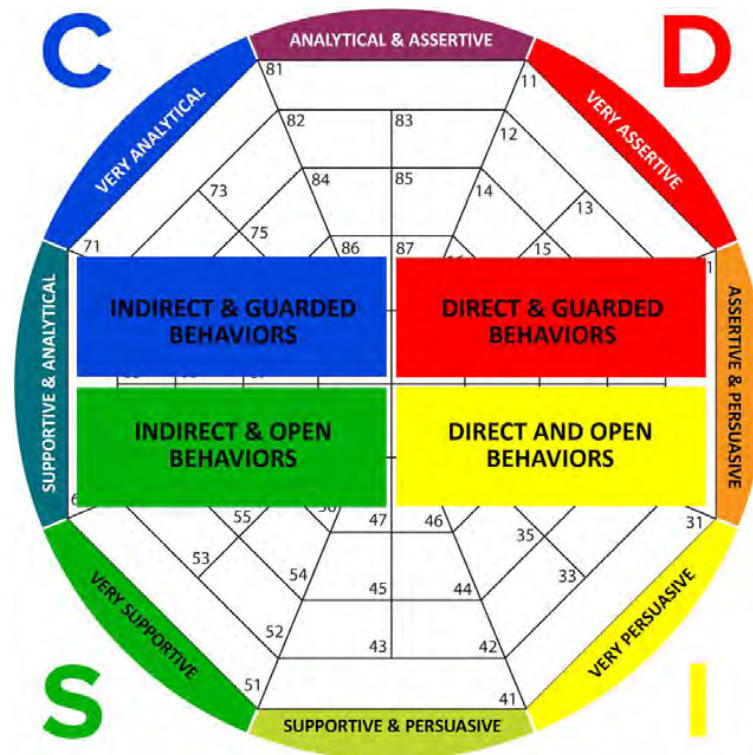 C
ANALYTICAL & ASSERTIVE
D
VERY ANALYTICAL
VERY ASSERTIVE
81
11
82
83
12
73
84
85
14
13
75
15
71
86
87
1
SUPPORTIVE & ANALYTICAL
INDIRECT & GUARDED
BEHAVIORS
DIRECT & GUARDED
BEHAVIORS
ASSERTIVE & PERSUASIVE
INDIRECT & OPEN
BEHAVIORS
DIRECT AND OPEN
BEHAVIORS
55
47
46
35
31
53
54
45
44
33
52
43
42
51
41
VERY SUPPORTIVE
VERY PERSUASIVE
S
SUPPORTIVE & PERSUASIVE
I